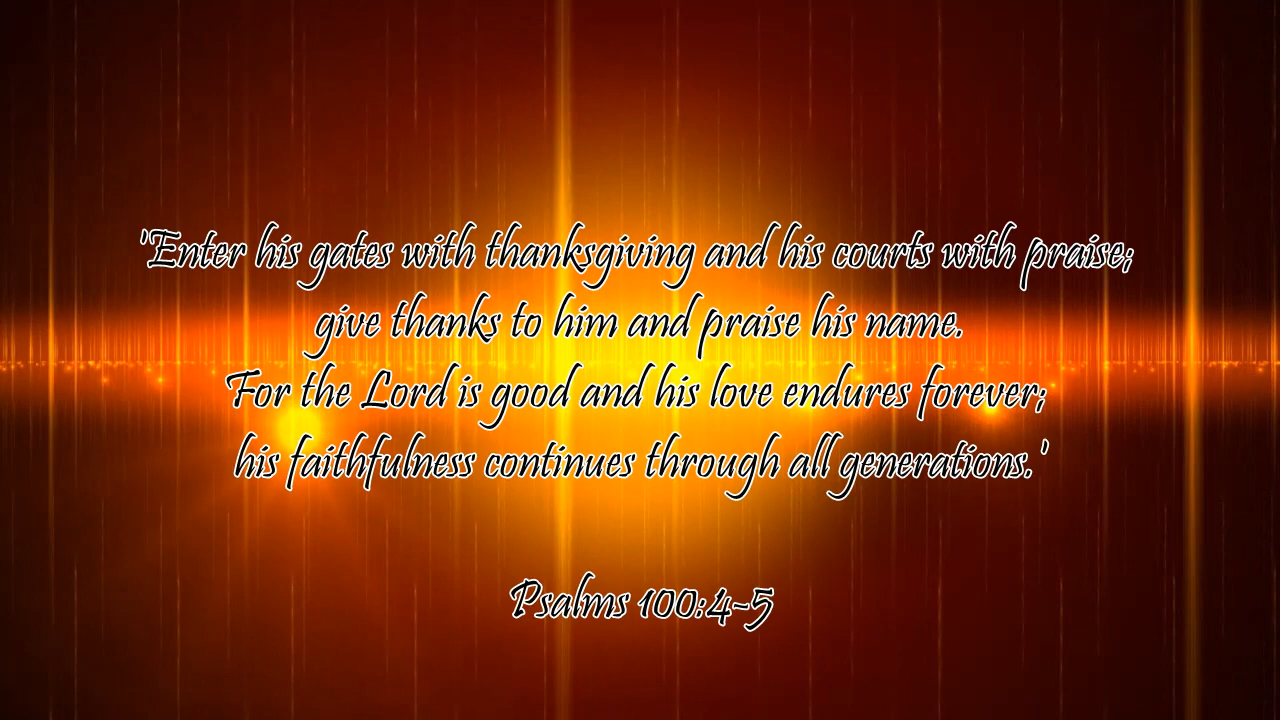 'Enter his gates with thanksgiving and his courts with praise;
give thanks to him and praise his name.
For the Lord is good and his love endures forever;
his faithfulness continues through all generations.'
Psalms 100:4-5